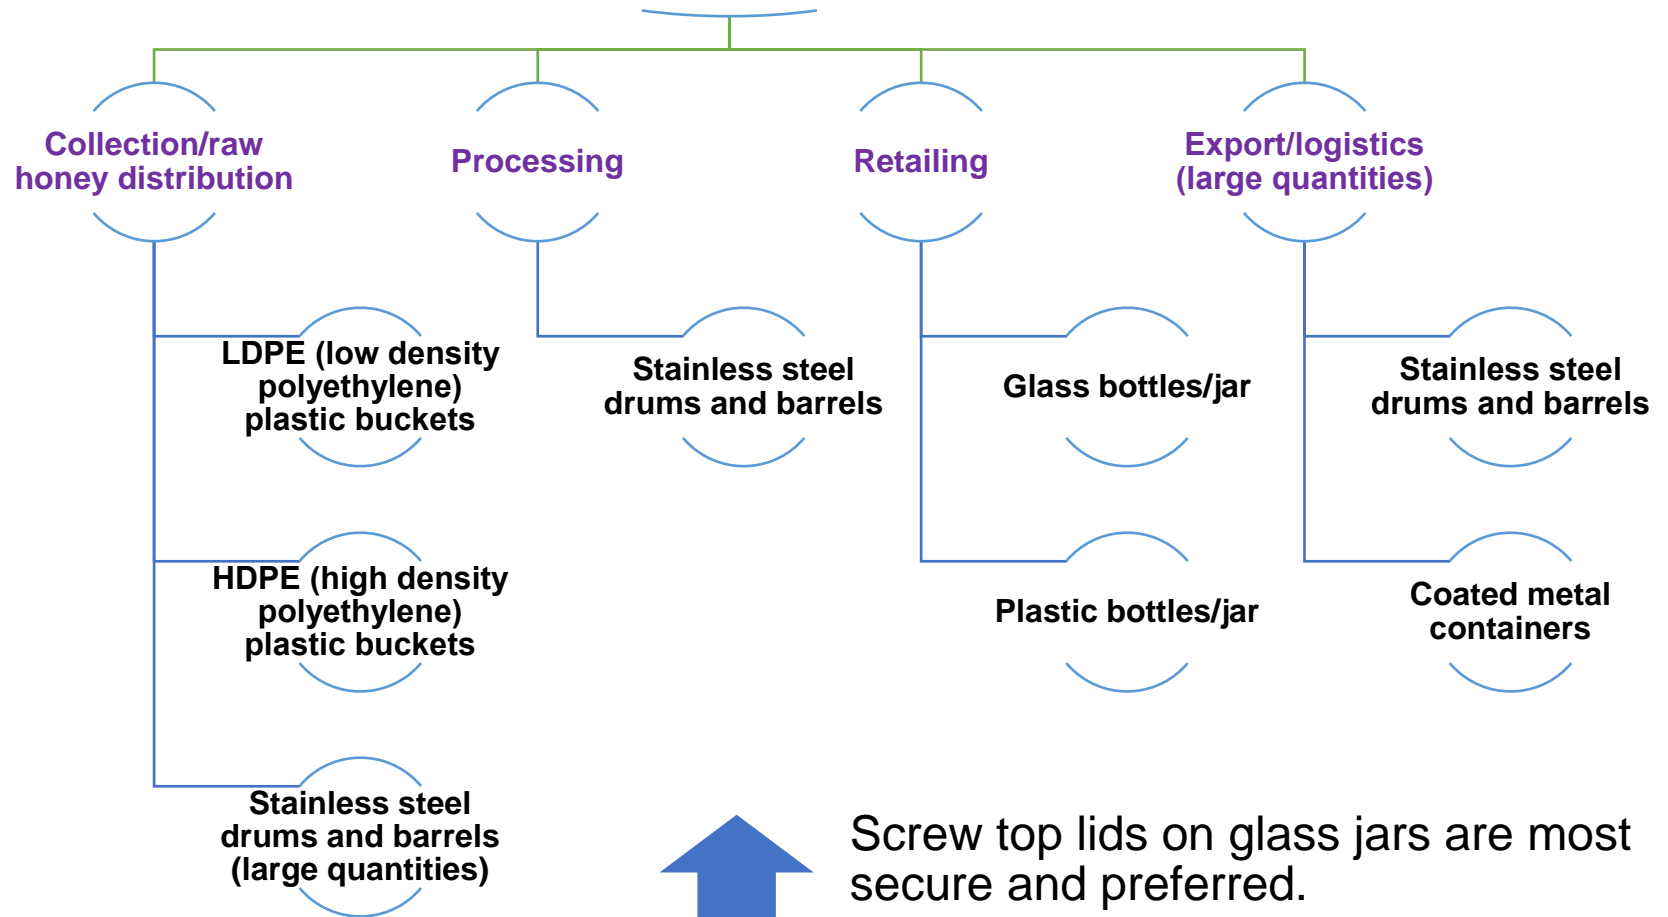 Collection/raw
honey distribution
Processing
Retailing
Export/logistics
(large quantities)
LDPE (low density
polyethylene)
plastic buckets
Stainless steel
drums and barrels
Glass bottles/jar
Stainless steel
drums and barrels
HDPE (high density
polyethylene)
plastic buckets
Plastic bottles/jar
Coated metal
containers
Stainless steel
drums and barrels
(large quantities)
Screw top lids on glass jars are most
secure and preferred.